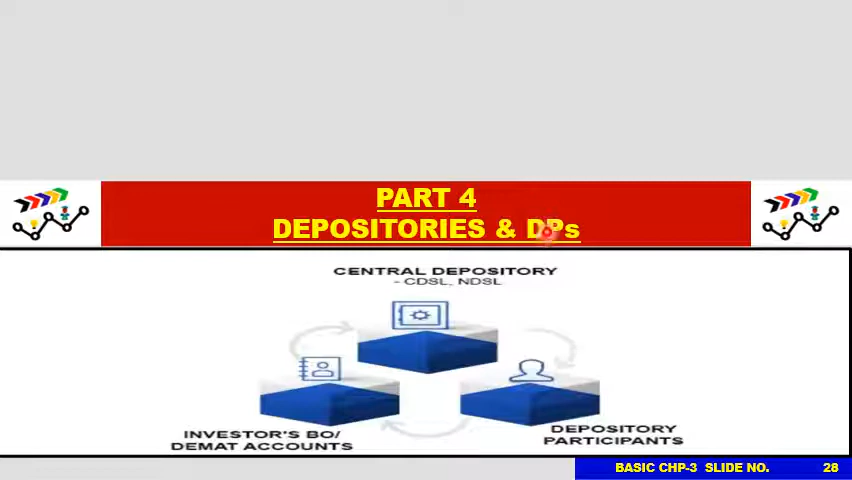 PART 4
DEPOSITORIES & DPs
CENTRAL DEPOSITORY
- CDSL, NDSL
INVESTOR'S BO/
DEMAT ACCOUNTS
DEPOSITORY
PARTICIPANTS
BASIC CHP-3 SLIDE NO. 28